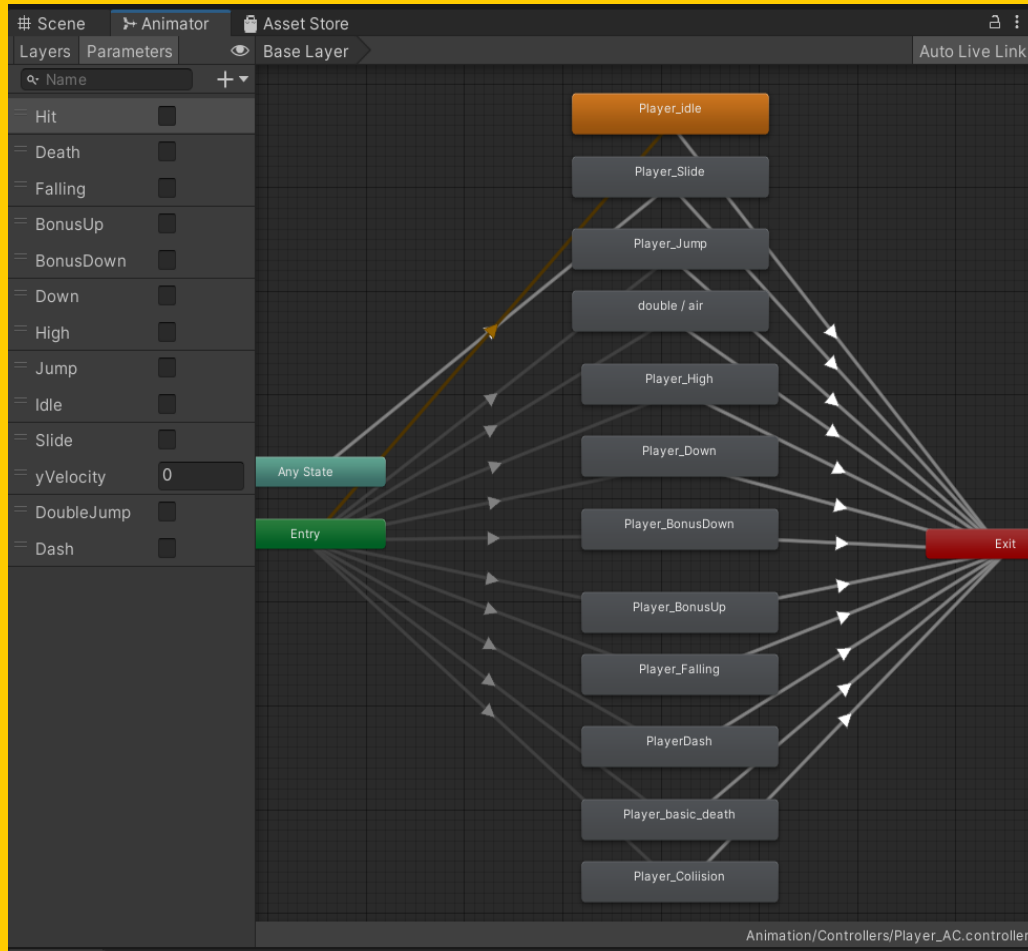 Scene
Animator
Asset Store
Layers
Parameters
Base Layer
Auto Live Link
Name
Hit
Death
Falling
BonusUp
BonusDown
Down
High
Jump
Idle
Slide
yVelocity
0
DoubleJump
Dash
Player_idle
Player_Slide
Player_Jump
double / air
Player_High
Player_Down
Player_BonusDown
Player_BonusUp
Player_Falling
PlayerDash
Player_basic_death
Player_Coliision
Any State
Entry
Exit
Animation/Controllers/Player_AC.controller